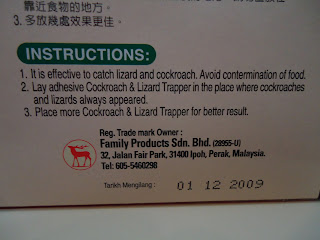 靠近食物的地方。
3. 多放幾處效果更佳。
INSTRUCTIONS:
1. It is effective to catch lizard and cockroach. Avoid contermination of food.
2. Lay adhesive Cockroach & Lizard Trapper in the place where cockroaches
and lizards always appeared.
3. Place more Cockroach & Lizard Trapper for better result.
Reg. Trade mark Owner :
Family Products Sdn. Bhd. (28955-U)
32, Jalan Fair Park, 31400 Ipoh, Perak, Malaysia.
Tel: 605-5460298
Tarikh Mengilang : 01 12 2009